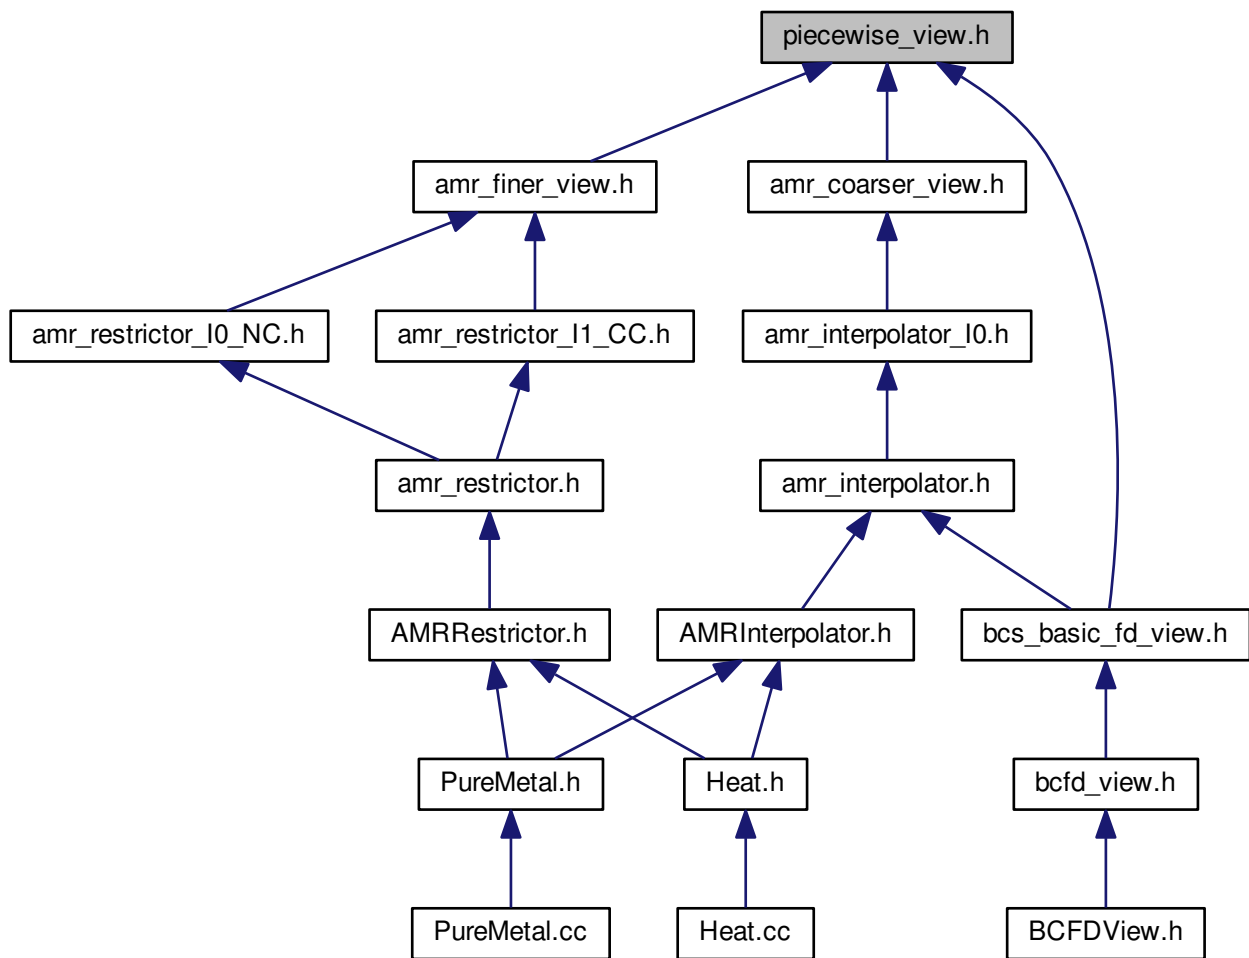 piecewise_view.h
amr_finer_view.h
amr_coarser_view.h
amr_restrictor_I0_NC.h
amr_restrictor_I1_CC.h
amr_interpolator_I0.h
amr_restrictor.h
amr_interpolator.h
AMRRestrictor.h
AMRInterpolator.h
bcs_basic_fd_view.h
PureMetal.h
Heat.h
bcfd_view.h
PureMetal.cc
Heat.cc
BCFDView.h